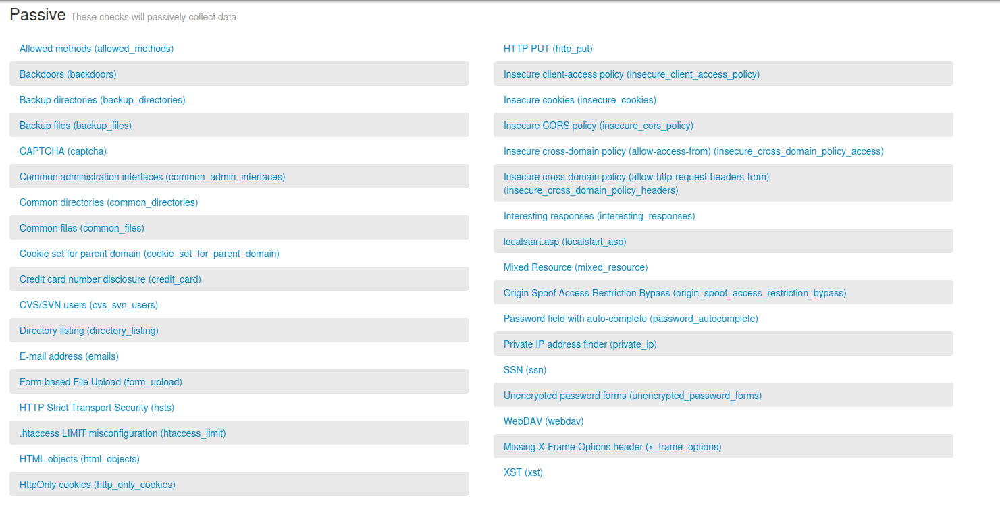 Passive These checks will passively collect data
Allowed methods (allowed_methods)
Backdoors (backdoors)
Backup directories (backup_directories)
Backup files (backup_files)
CAPTCHA (captcha)
Common administration interfaces (common_admin_interfaces)
Common directories (common_directories)
Common files (common_files)
Cookie set for parent domain (cookie_set_for_parent_domain)
Credit card number disclosure (credit_card)
CVS/SVN users (cvs_svn_users)
Directory listing (directory_listing)
E-mail address (emails)
Form-based File Upload (form_upload)
HTTP Strict Transport Security (hsts)
.htaccess LIMIT misconfiguration (htaccess_limit)
HTML objects (html_objects)
HttpOnly cookies (http_only_cookies)
HTTP PUT (http_put)
Insecure client-access policy (insecure_client_access_policy)
Insecure cookies (insecure_cookies)
Insecure CORS policy (insecure_cors_policy)
Insecure cross-domain policy (allow-access-from) (insecure_cross_domain_policy_access)
Insecure cross-domain policy (allow-http-request-headers-from)
(insecure_cross_domain_policy_headers)
Interesting responses (interesting_responses)
localstart.asp (localstart_asp)
Mixed Resource (mixed_resource)
Origin Spoof Access Restriction Bypass (origin_spoof_access_restriction_bypass)
Password field with auto-complete (password_autocomplete)
Private IP address finder (private_ip)
SSN (ssn)
Unencrypted password forms (unencrypted_password_forms)
WebDAV (webdav)
Missing X-Frame-Options header (x_frame_options)
XST (xst)